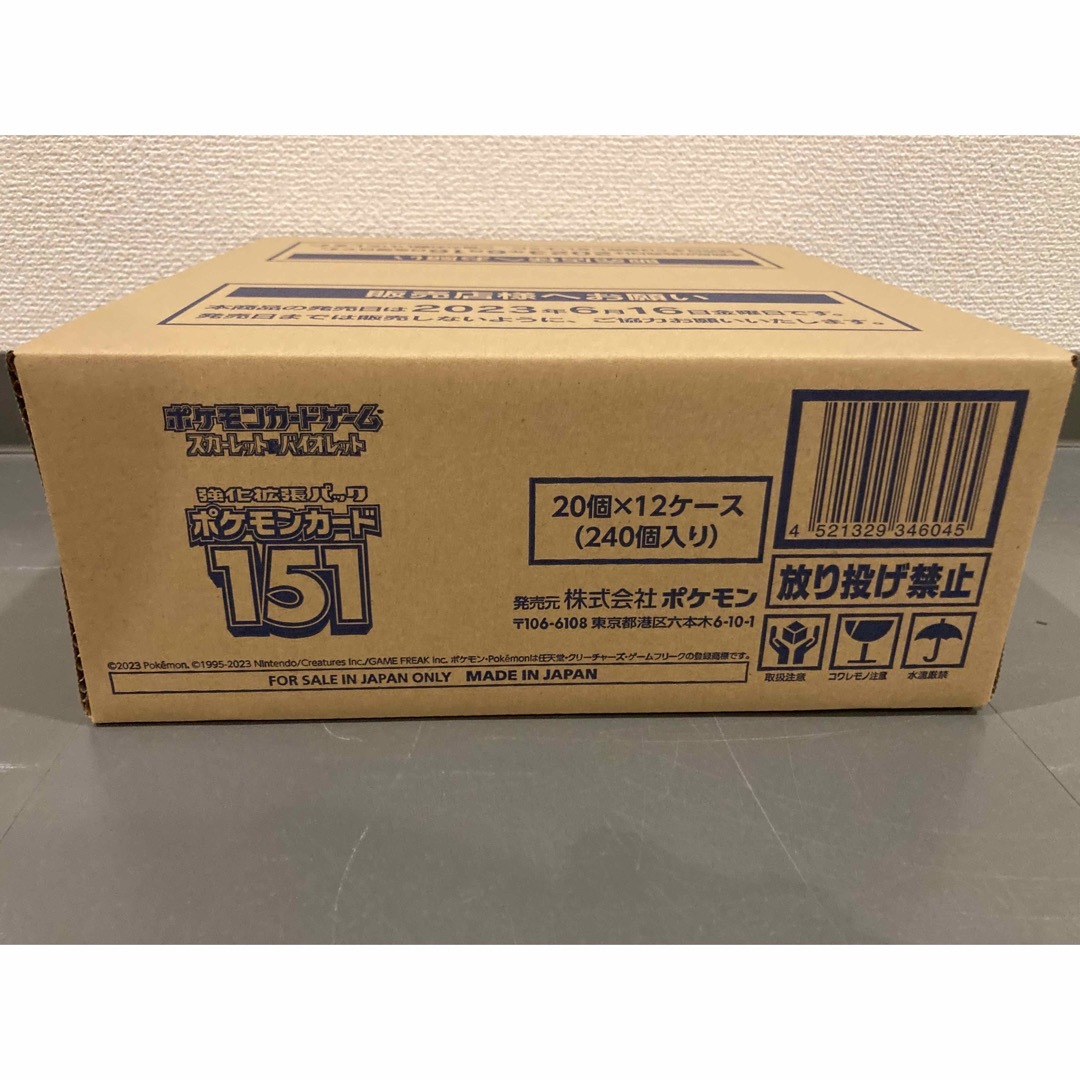 販売店様へお願い
本商品の発売日は2023年6月16日金曜日です。
発売日までは販売しないように、ご協力お願いいたします。
ポケモンカードゲーム
スカーレット&バイオレット
強化拡張パック
ポケモンカード
151
20個×12ケース
(240個入り)
4 521329 346045
発売元 株式会社 ポケモン
〒106-6108 東京都港区六本木6-10-1
放り投げ禁止
取扱注意 コワレモノ注意 水濡厳禁
©2023 Pokémon. ©1995-2023 Nintendo/Creatures Inc./GAME FREAK inc. ポケモン・Pokémonは任天堂・クリーチャーズ・ゲームフリークの登録商標です。
FOR SALE IN JAPAN ONLY MADE IN JAPAN